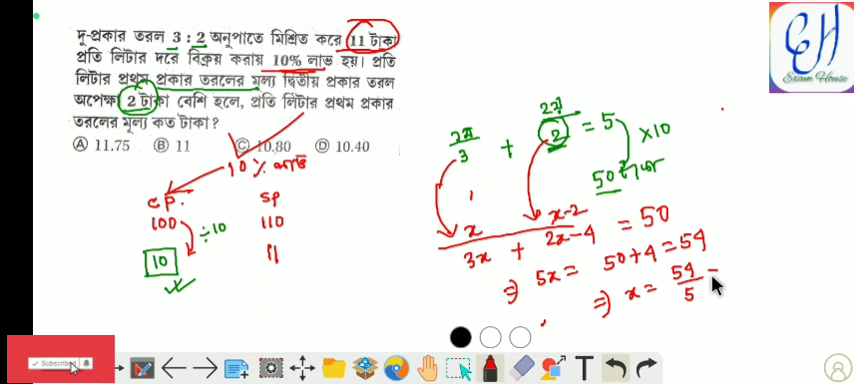 দু-প্রকার তরল 3 : 2 অনুপাতে মিশ্রিত করে 11 টাকা
প্রতি লিটার দরে বিক্রয় করায় 10% লাভ হয়। প্রতি
লিটার প্রথম প্রকার তরলের মূল্য দ্বিতীয় প্রকার তরল
অপেক্ষা 2 টাকা বেশি হলে, প্রতি লিটার প্রথম প্রকার
তরলের মূল্য কত টাকা ?
Ⓐ 11.75 Ⓑ 11 Ⓒ 10.80 Ⓓ 10.40
10% লাভ
C.P. SP
100 ÷10 110
10 11
3 + 2 = 5
×10
50
x x-2
3x + 2x-4 = 50
⇒ 5x = 50+4 = 54
⇒ x = 54/5 =
CH
Exam House
✓ Subscribed
T